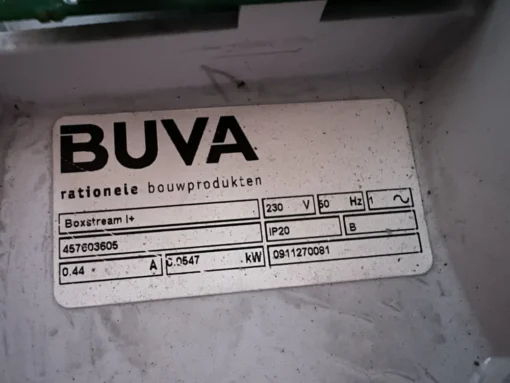 BUVA
rationele bouwprodukten
Boxstream I+ 230 V 50 Hz 1 ~
457603605 IP20 B
0.44 A 0.0547 kW 0911270081